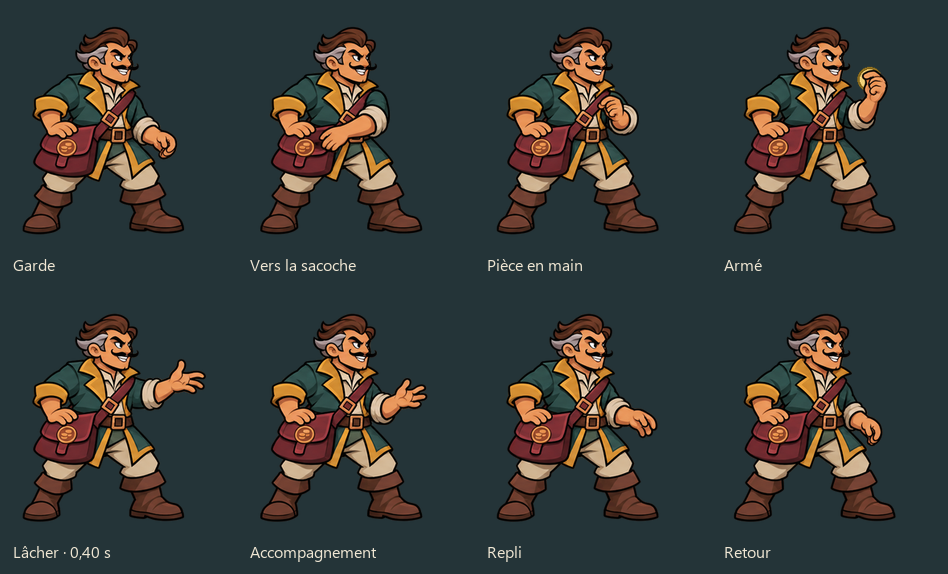 Garde
Vers la sacoche
Pièce en main
Armé
Lâcher · 0,40 s
Accompagnement
Repli
Retour